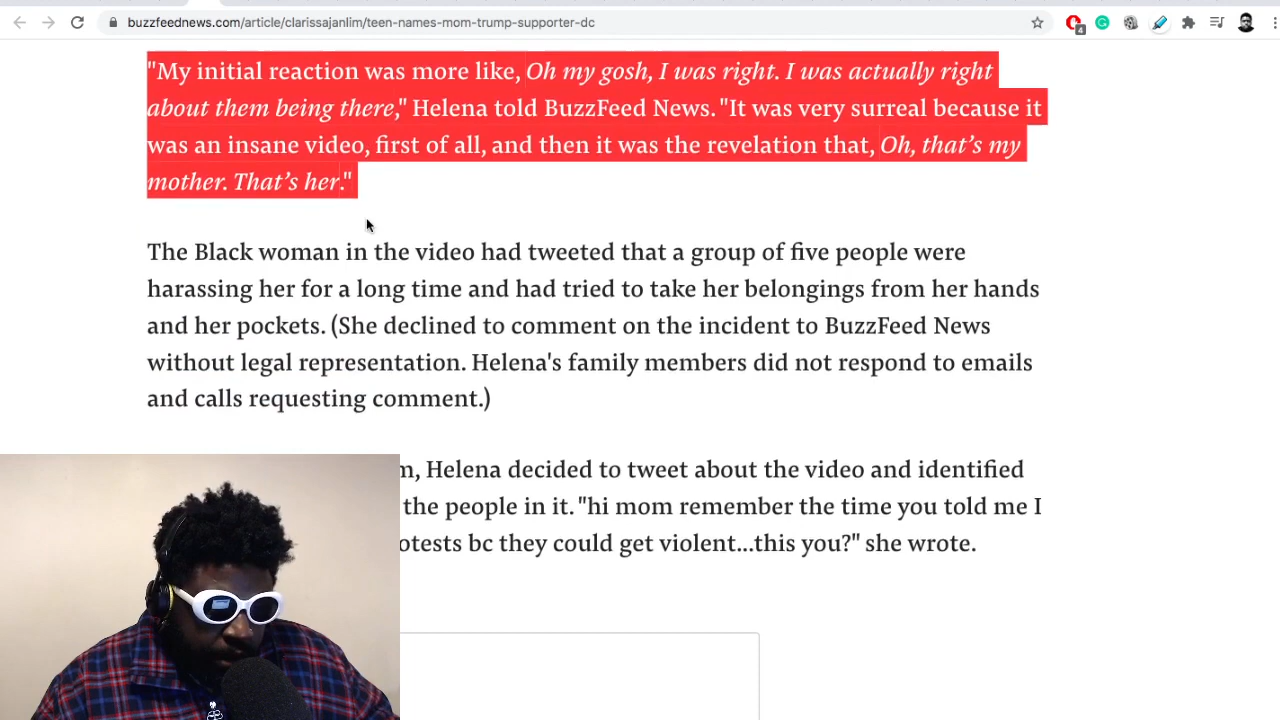 buzzfeednews.com/article/clarissajanlim/teen-names-mom-trump-supporter-dc
4
"My initial reaction was more like, Oh my gosh, I was right. I was actually right
about them being there," Helena told BuzzFeed News. "It was very surreal because it
was an insane video, first of all, and then it was the revelation that, Oh, that's my
mother. That's her."
The Black woman in the video had tweeted that a group of five people were
harassing her for a long time and had tried to take her belongings from her hands
and her pockets. (She declined to comment on the incident to BuzzFeed News
without legal representation. Helena's family members did not respond to emails
and calls requesting comment.)
m, Helena decided to tweet about the video and identified
the people in it. "hi mom remember the time you told me I
otests bc they could get violent...this you?" she wrote.